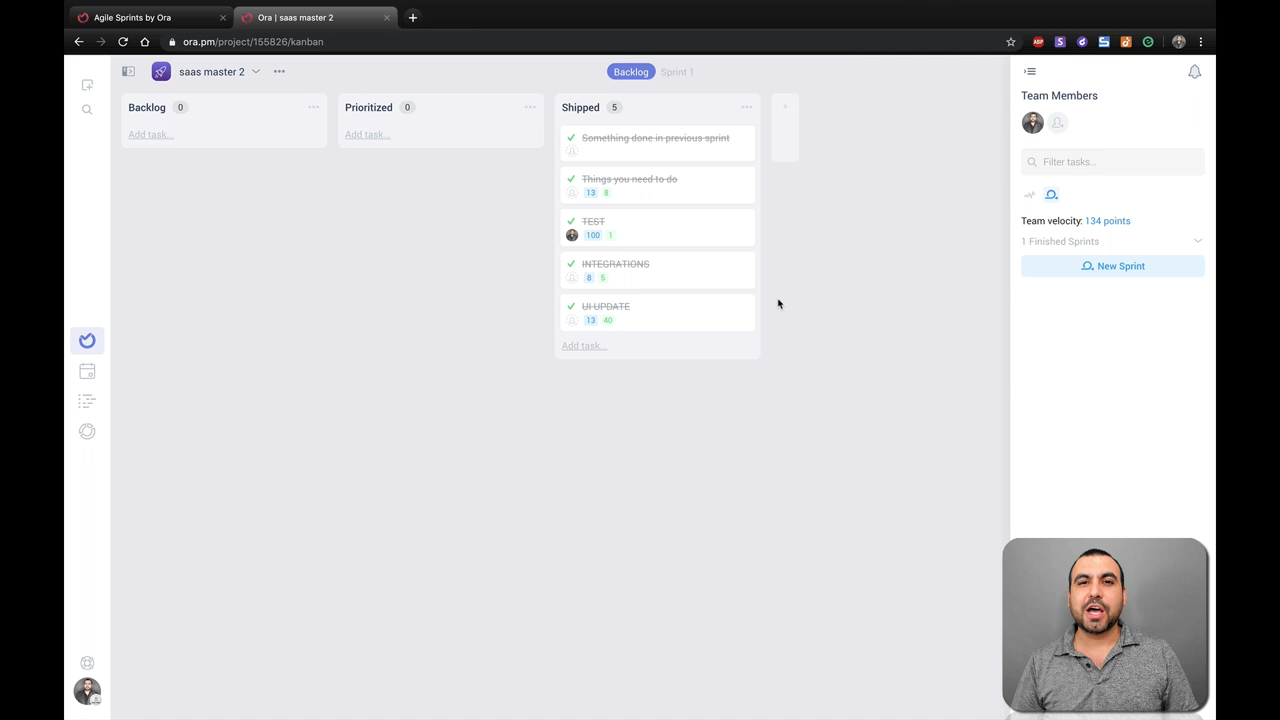 Agile Sprints by Ora
Ora | saas master 2
ora.pm/project/155826/kanban
ABP
saas master 2
Backlog
Sprint 1
Backlog 0
Add task...
Prioritized 0
Add task...
Shipped 5
Something done in previous sprint
Things you need to do
13 8
TEST
100 1
INTEGRATIONS
8 5
UI UPDATE
13 40
Add task...
+
Team Members
Filter tasks...
Team velocity: 134 points
1 Finished Sprints
New Sprint